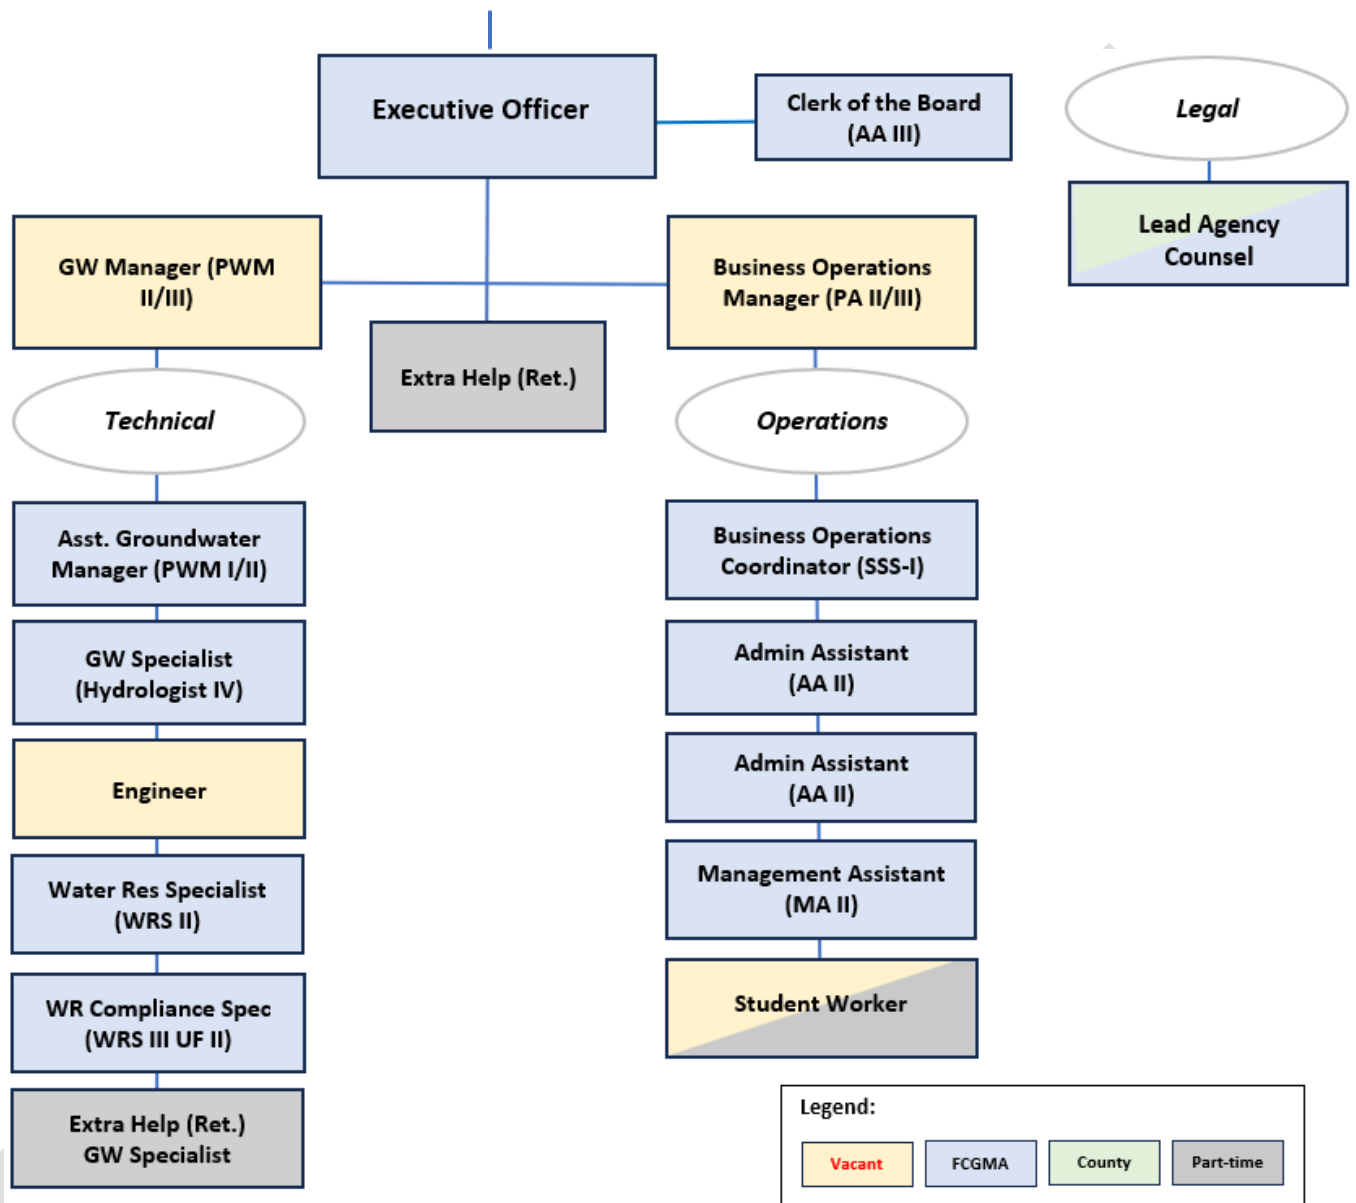 Executive Officer
Clerk of the Board
(AA III)
Legal
Lead Agency
Counsel
GW Manager (PWM
II/III)
Business Operations
Manager (PA II/III)
Extra Help (Ret.)
Technical
Operations
Asst. Groundwater
Manager (PWM I/II)
GW Specialist
(Hydrologist IV)
Engineer
Water Res Specialist
(WRS II)
WR Compliance Spec
(WRS III UF II)
Extra Help (Ret.)
GW Specialist
Business Operations
Coordinator (SSS-I)
Admin Assistant
(AA II)
Admin Assistant
(AA II)
Management Assistant
(MA II)
Student Worker
Legend:
Vacant
FCGMA
County
Part-time